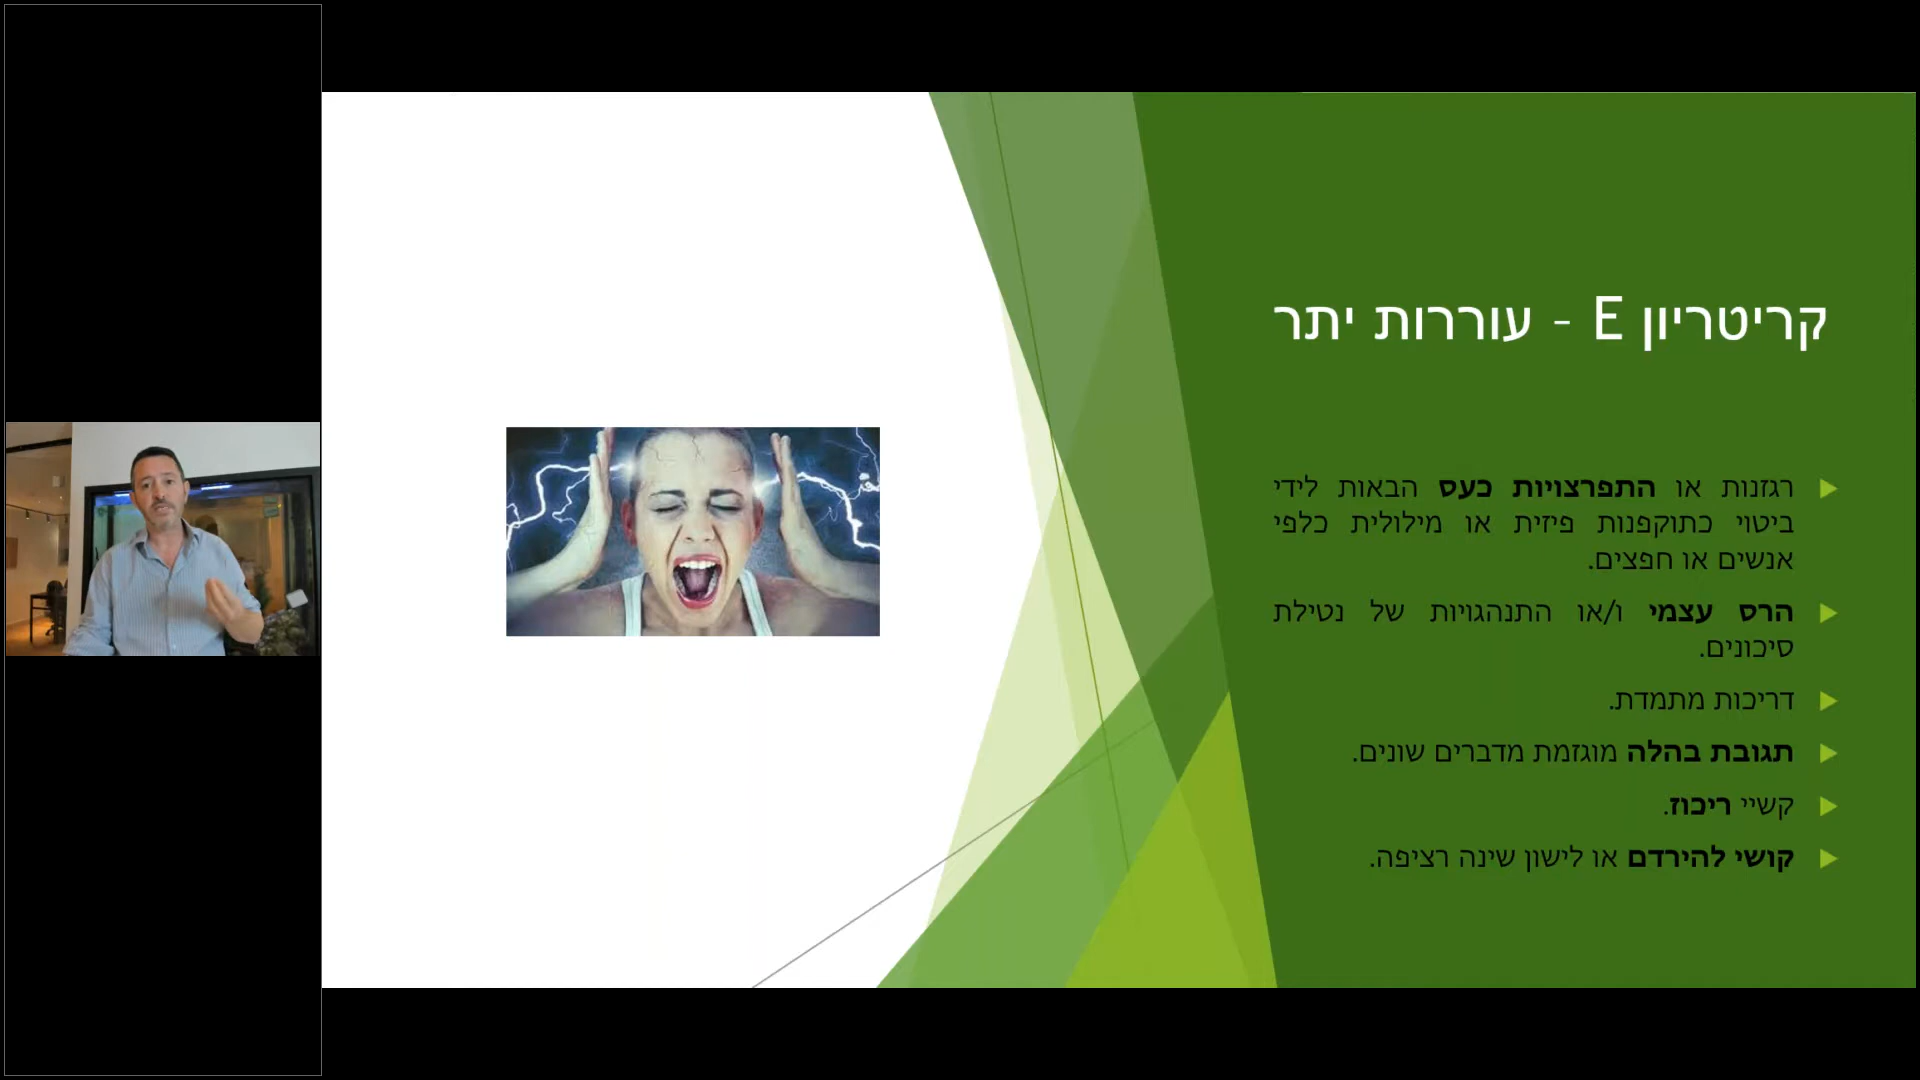 קריטריון E - עוררות יתר
רגזנות או התפרצויות כעס הבאות לידי
ביטוי כתוקפנות פיזית או מילולית כלפי
אנשים או חפצים.
הרס עצמי ו/או התנהגויות של נטילת
סיכונים.
דריכות מתמדת.
תגובת בהלה מוגזמת מדברים שונים.
קשיי ריכוז.
קושי להירדם או לישון שינה רציפה.